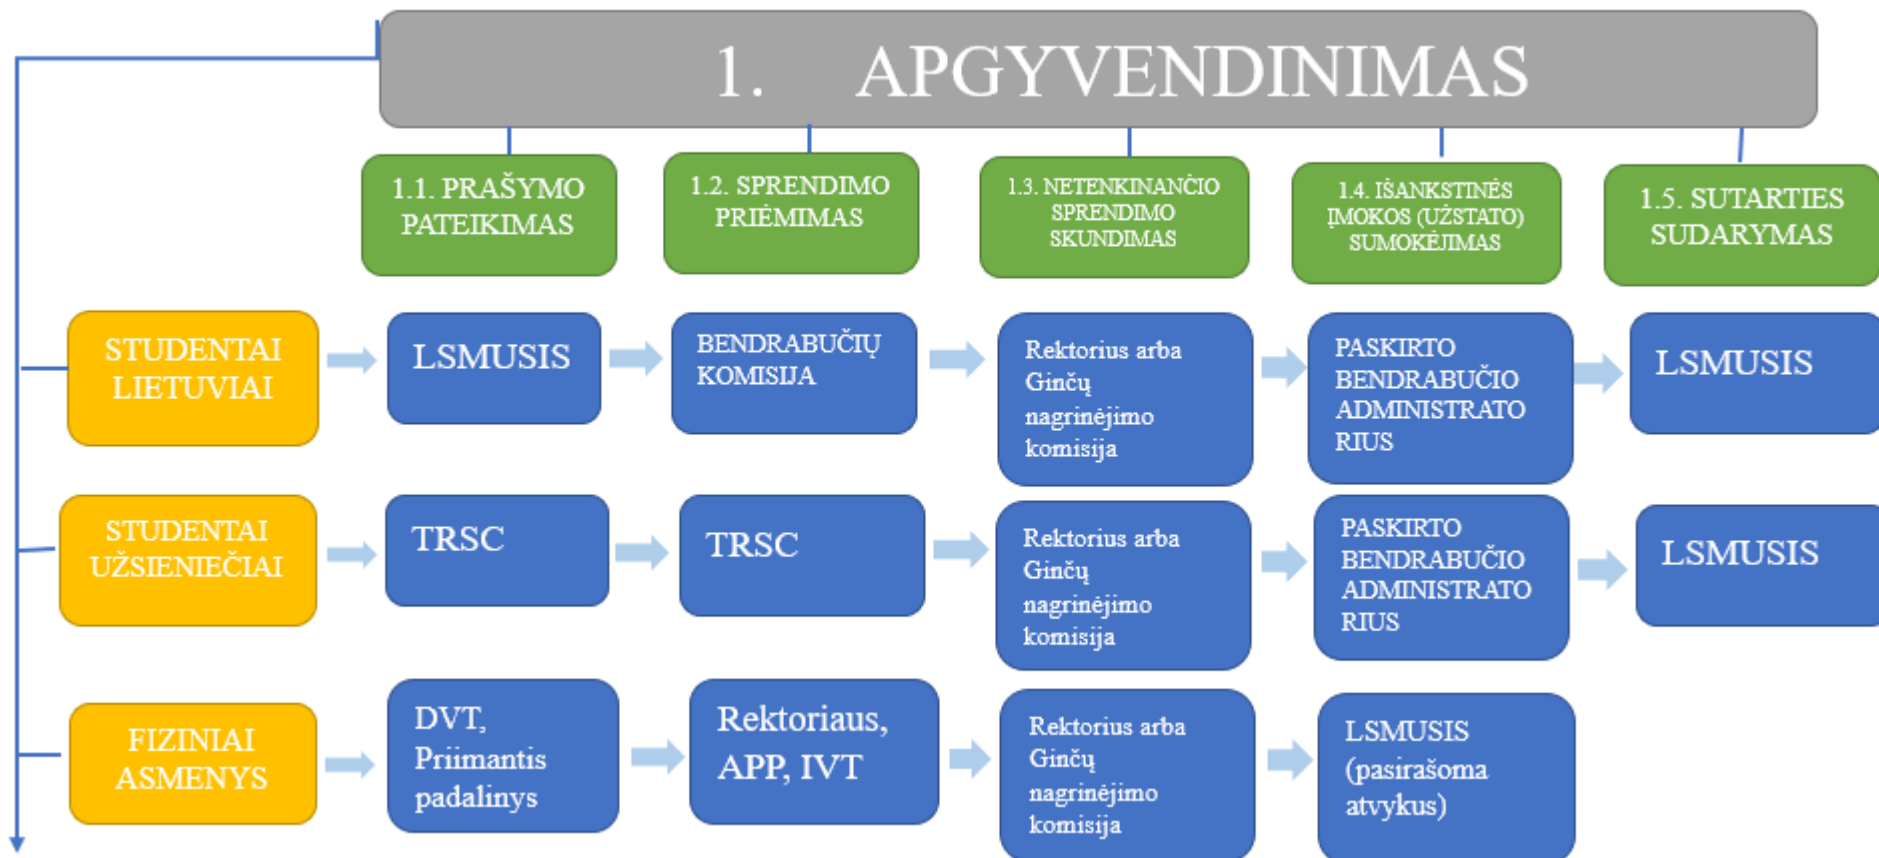 1. APGYVENDINIMAS
1.1. PRAŠYMO
PATEIKIMAS
1.2. SPRENDIMO
PRIĖMIMAS
1.3. NETENKINANČIO
SPRENDIMO
SKUNDIMAS
1.4. IŠANKSTINĖS
ĮMOKOS (UŽSTATO)
SUMOKĖJIMAS
1.5. SUTARTIES
SUDARYMAS
STUDENTAI
LIETUVIAI
LSMUSIS
BENDRABUČIŲ
KOMISIJA
Rektorius arba
Ginčų
nagrinėjimo
komisija
PASKIRTO
BENDRABUČIO
ADMINISTRATO
RIUS
LSMUSIS
STUDENTAI
UŽSIENIEČIAI
TRSC
TRSC
Rektorius arba
Ginčų
nagrinėjimo
komisija
PASKIRTO
BENDRABUČIO
ADMINISTRATO
RIUS
LSMUSIS
FIZINIAI
ASMENYS
DVT,
Priimantis
padalinys
Rektoriaus,
APP, IVT
Rektorius arba
Ginčų
nagrinėjimo
komisija
LSMUSIS
(pasirašoma
atvykus)